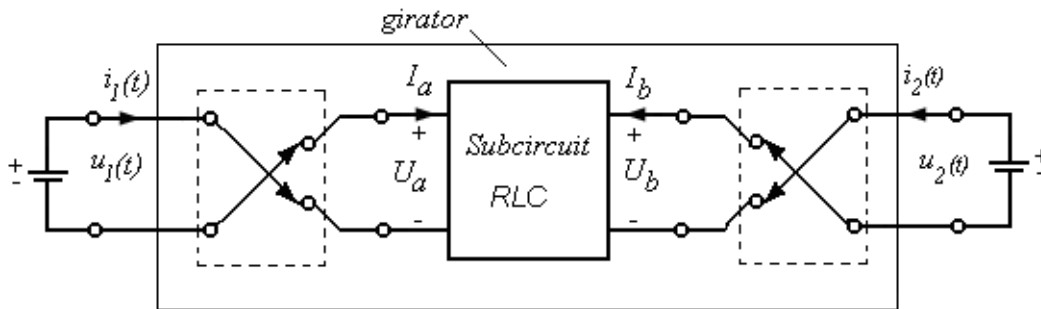 girator
i1(t)
Ia
Ib
i2(t)
+
-
u1(t)
+
Ua
-
Subcircuit
RLC
+
Ub
-
u2(t)
+
-